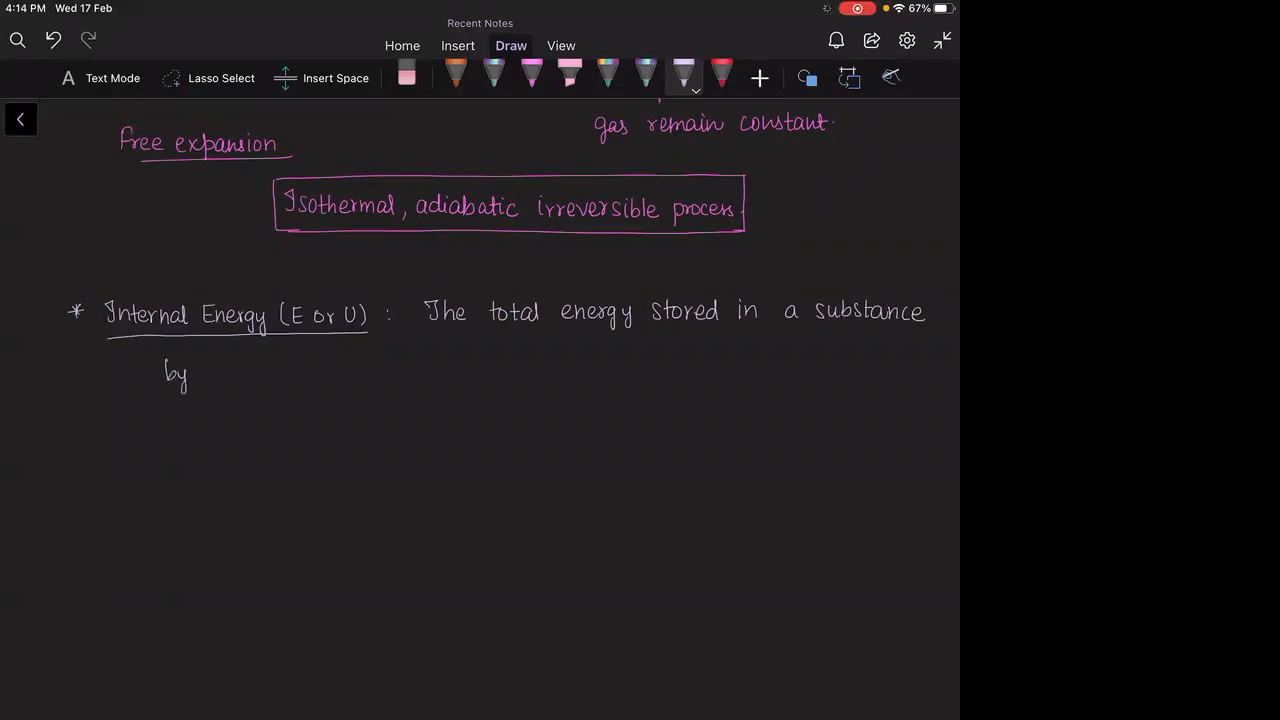 4:14 PM Wed 17 Feb
67%
Recent Notes
Home Insert Draw View
A Text Mode Lasso Select Insert Space
gas remain constant.
Free expansion
Isothermal, adiabatic irreversible process.
* Internal Energy (E or U) : The total energy stored in a substance
by